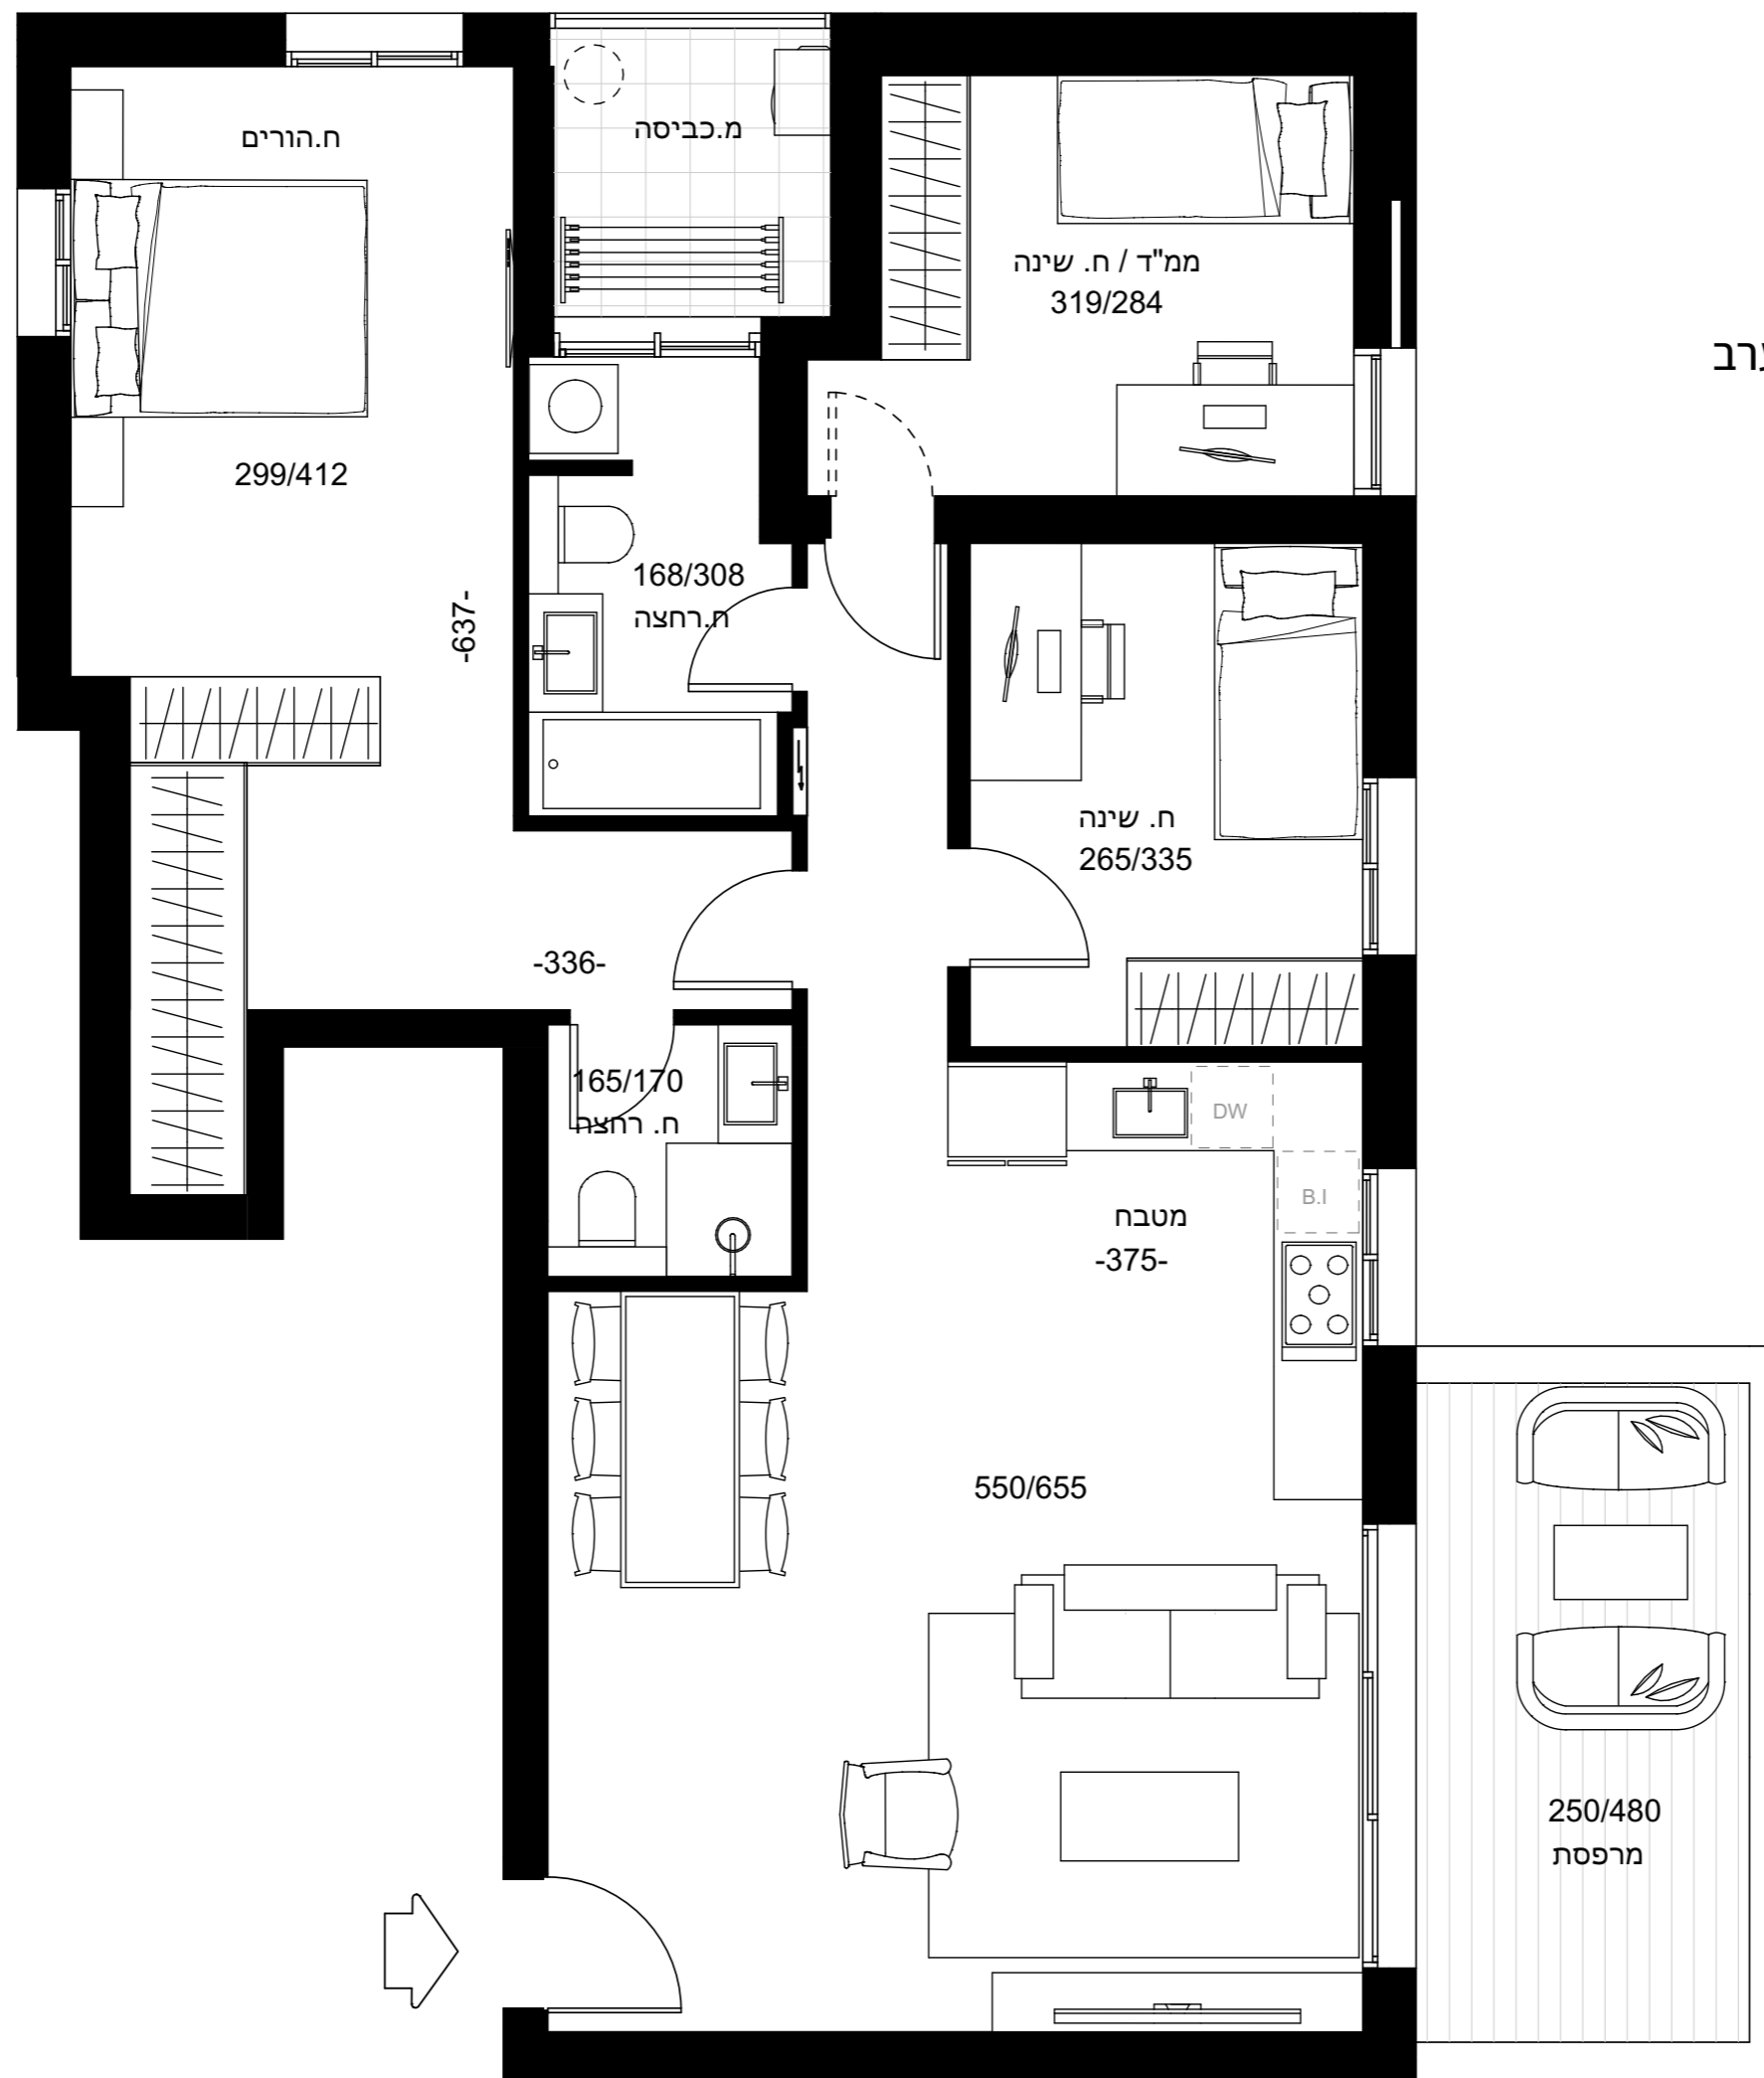 ח.הורים
299/412
-637-
מ.כביסה
ממ"ד / ח. שינה
319/284
168/308
ח.רחצה
ח. שינה
265/335
-336-
165/170
ח. רחצה
DW
B.I
מטבח
-375-
550/655
250/480
מרפסת